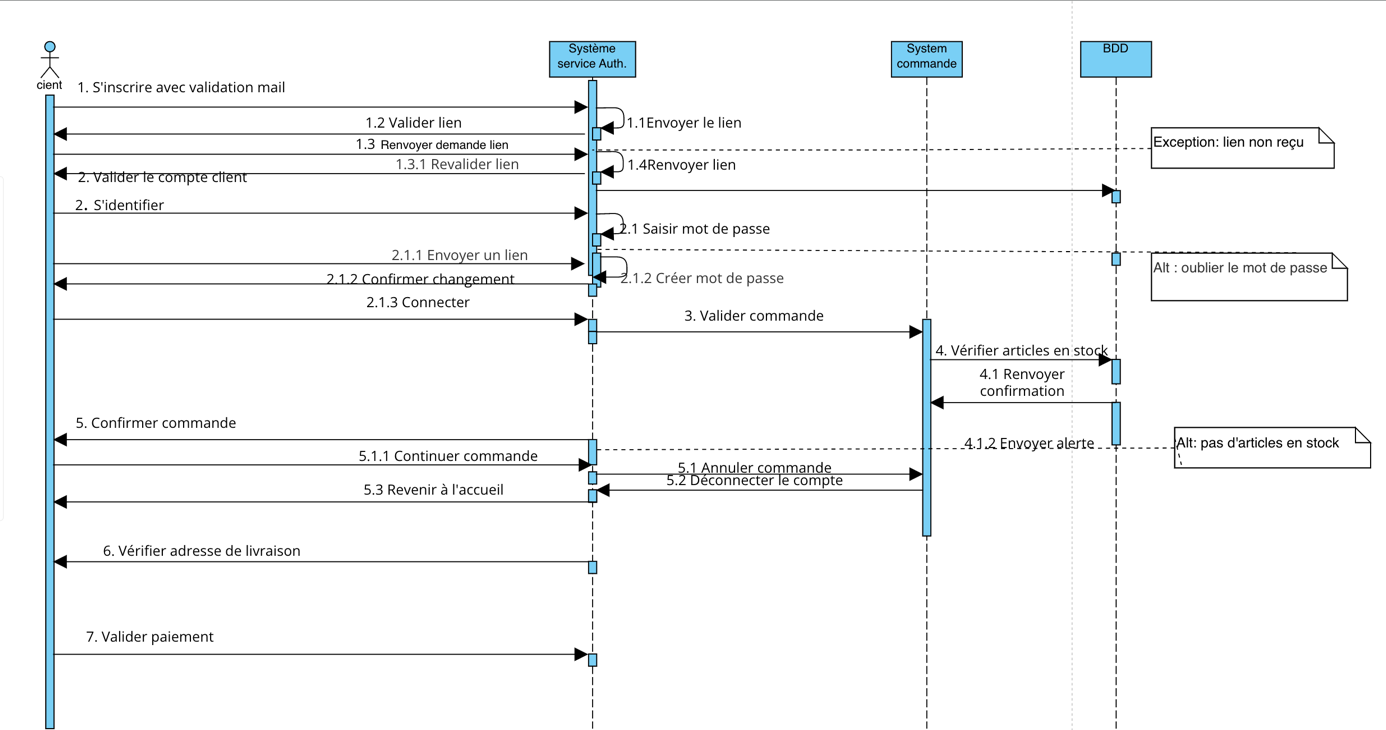 Système
service Auth.
System
commande
BDD
cient
1. S'inscrire avec validation mail
1.2 Valider lien
1.1Envoyer le lien
1.3 Renvoyer demande lien
Exception: lien non reçu
1.3.1 Revalider lien
1.4Renvoyer lien
2. Valider le compte client
2. S'identifier
2.1 Saisir mot de passe
2.1.1 Envoyer un lien
Alt : oublier le mot de passe
2.1.2 Confirmer changement
2.1.2 Créer mot de passe
2.1.3 Connecter
3. Valider commande
4. Vérifier articles en stock
4.1 Renvoyer
confirmation
5. Confirmer commande
4.1.2 Envoyer alerte
Alt: pas d'articles en stock
5.1.1 Continuer commande
5.1 Annuler commande
5.2 Déconnecter le compte
5.3 Revenir à l'accueil
6. Vérifier adresse de livraison
7. Valider paiement